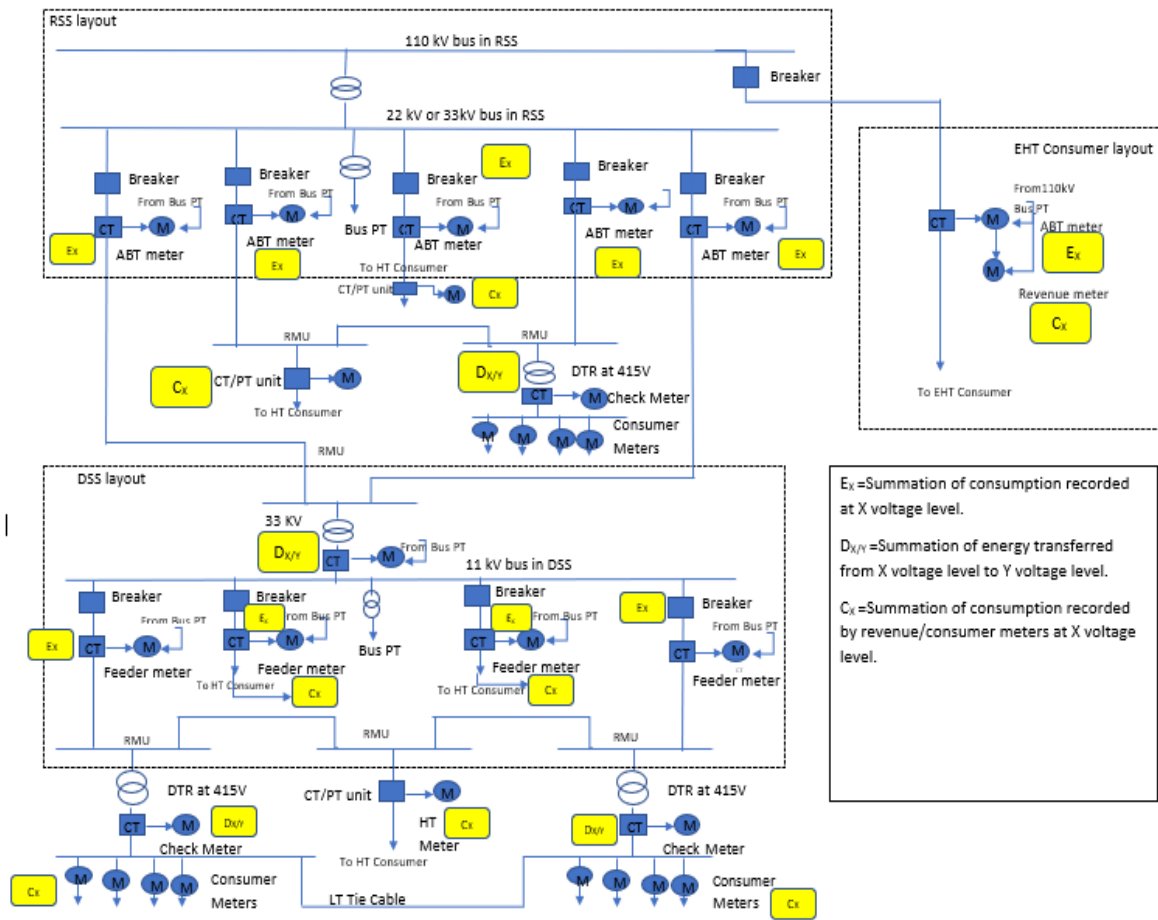 RSS layout
110 kV bus in RSS
Breaker
22 kV or 33kV bus in RSS
EHT Consumer layout
Breaker
Breaker
Ex
Breaker
Breaker
Breaker
From Bus PT
From Bus PT
From Bus PT
From Bus PT
From Bus PT
From110kV
Bus PT
CT
M
CT
M
CT
M
CT
M
CT
M
CT
M
ABT meter
Bus PT
Ex
ABT meter
ABT meter
ABT meter
ABT meter
ABT meter
Ex
Ex
Ex
Ex
M
To HT Consumer
Revenue meter
CT/PT unit
M
Cx
Cx
RMU
RMU
Cx
CT/PT unit
M
DX/Y
DTR at 415V
To HT Consumer
CT
M
Check Meter
To EHT Consumer
M
M
M
M
Consumer
Meters
RMU
DSS layout
EX =Summation of consumption recorded
at X voltage level.
DX/Y =Summation of energy transferred
from X voltage level to Y voltage level.
CX =Summation of consumption recorded
by revenue/consumer meters at X voltage
level.
33 KV
DX/Y
CT
M
From Bus PT
11 kV bus in DSS
Breaker
Breaker
Breaker
Ex
Breaker
From Bus PT
Ex
From Bus PT
Ex
From Bus PT
From Bus PT
Ex
CT
M
CT
M
Bus PT
CT
M
CT
M
Feeder meter
Feeder meter
Feeder meter
Feeder meter
To HT Consumer
Cx
To HT Consumer
Cx
RMU
RMU
RMU
DTR at 415V
CT/PT unit
M
DTR at 415V
CT
M
DX/Y
HT
Meter
Cx
DX/Y
CT
M
Check Meter
To HT Consumer
Check Meter
Cx
M
M
M
M
Consumer
Meters
LT Tie Cable
M
M
M
M
Consumer
Meters
Cx